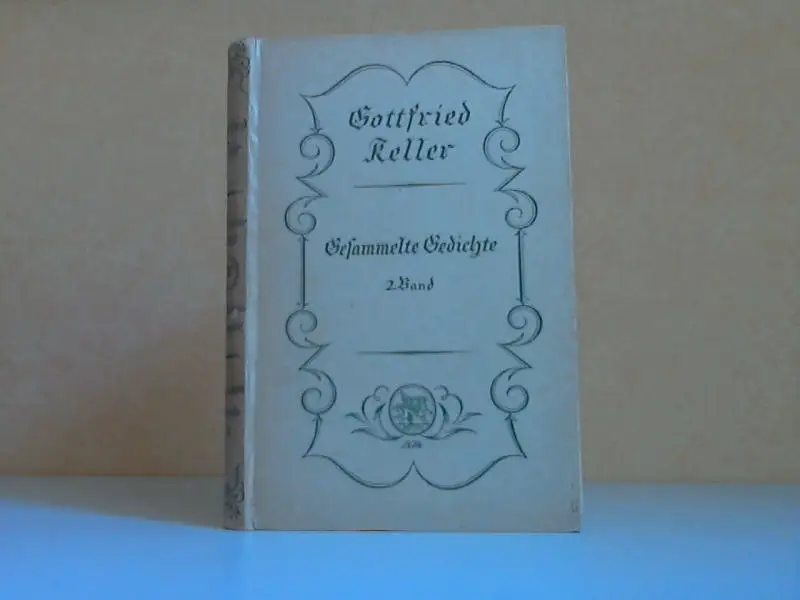 Gottfried
Keller
Gesammelte Gedichte
2. Band